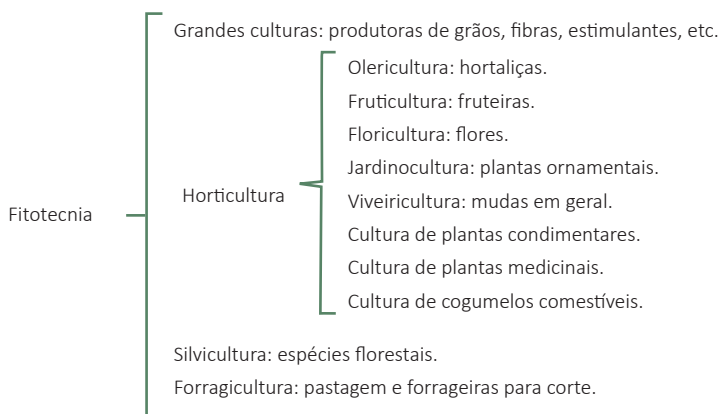 Grandes culturas: produtoras de grãos, fibras, estimulantes, etc.
Olericultura: hortaliças.
Fruticultura: fruteiras.
Floricultura: flores.
Jardinocultura: plantas ornamentais.
Horticultura
Viveiricultura: mudas em geral.
Fitotecnia
Cultura de plantas condimentares.
Cultura de plantas medicinais.
Cultura de cogumelos comestíveis.
Silvicultura: espécies florestais.
Forragicultura: pastagem e forrageiras para corte.